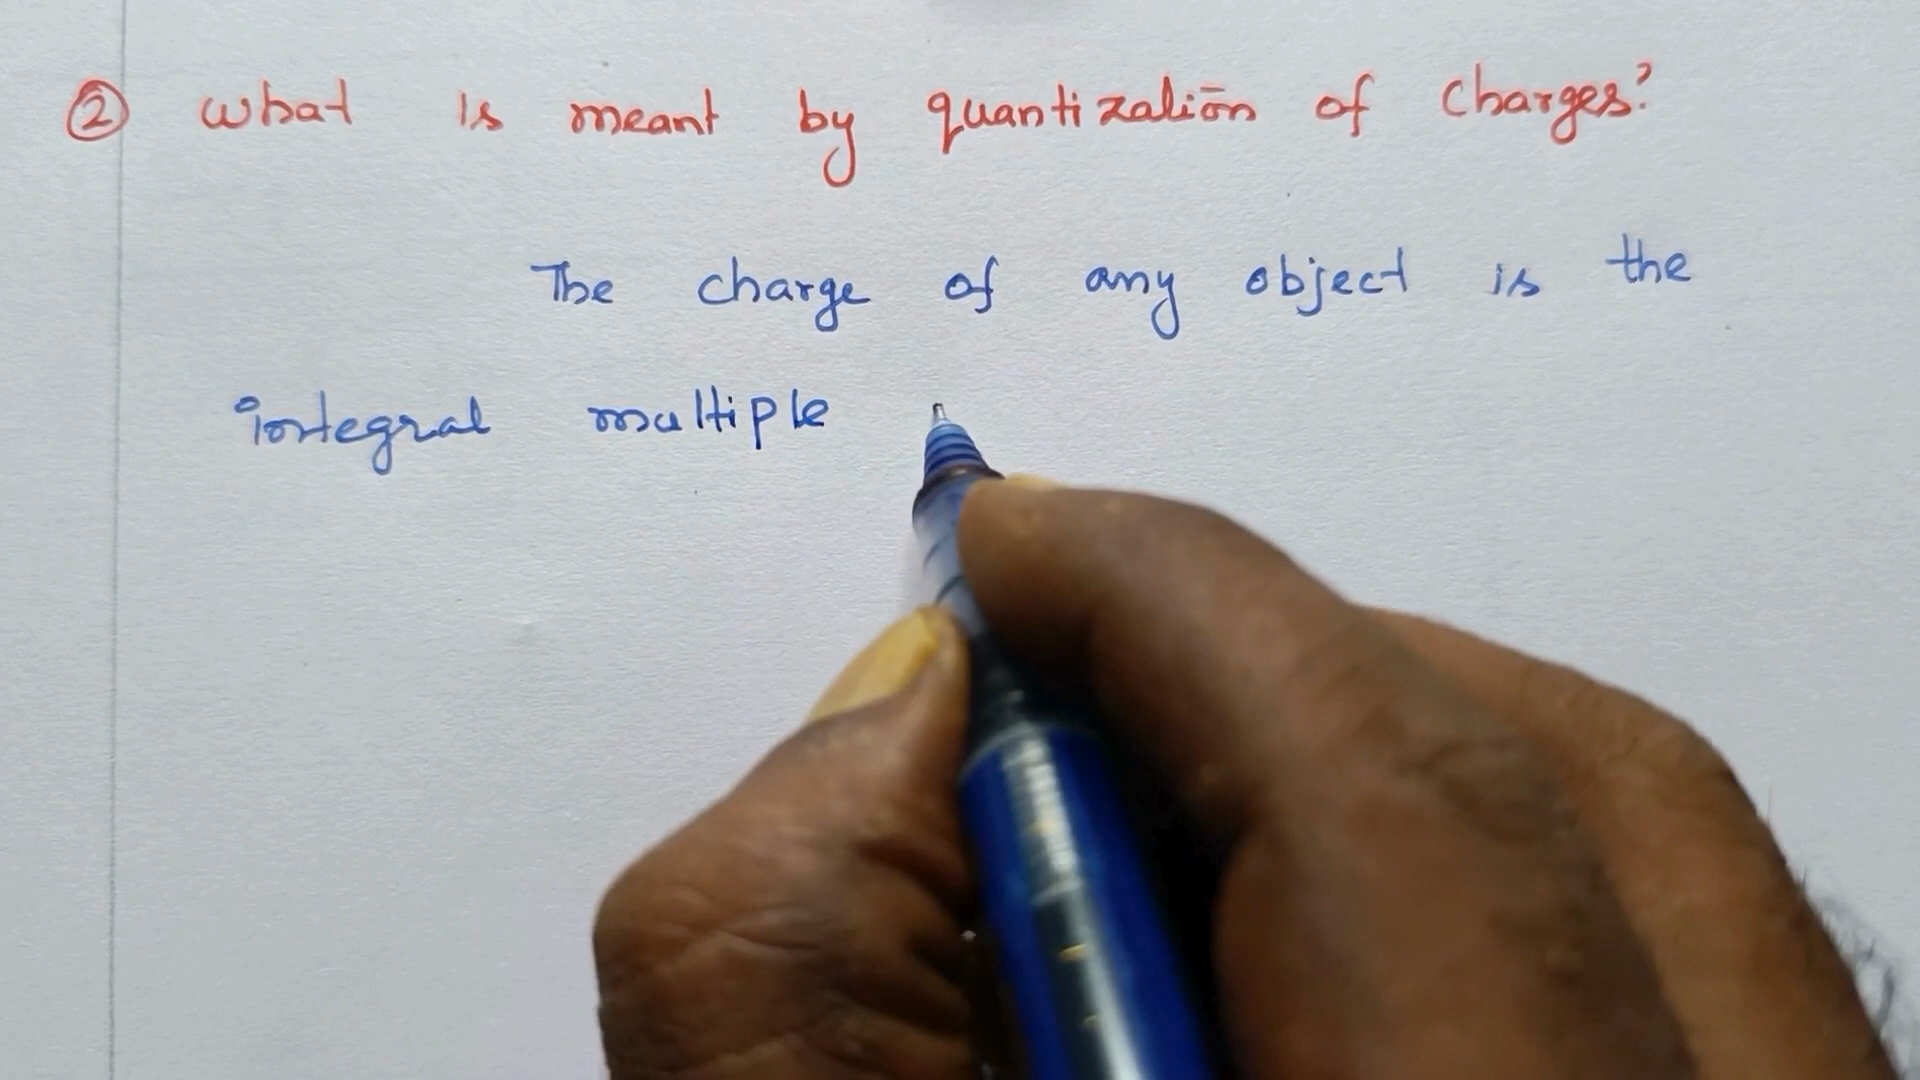 ② What is meant by quantization of charges?
The charge of any object is the
integral multiple